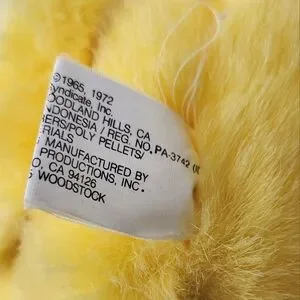 ©1965, 1972
Syndicate, Inc.
WOODLAND HILLS, CA
INDONESIA / REG. NO. PA-3742
BERS/POLY PELLETS/
RIALS
MANUFACTURED BY
PRODUCTIONS, INC.
O, CA 94126
WOODSTOCK